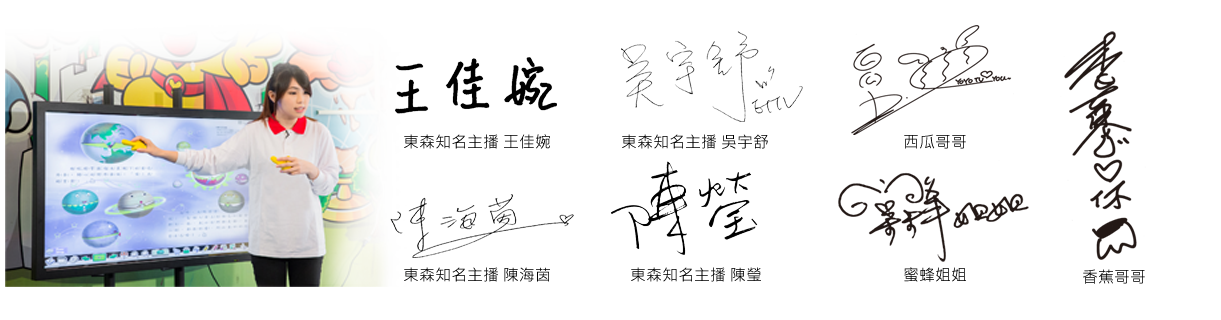 王佳婉
東森知名主播 王佳婉
吳宇舒
ETTV
東森知名主播 吳宇舒
YOYOTV♡YOU
西瓜哥哥
陳海茵
東森知名主播 陳海茵
陳瑩
東森知名主播 陳瑩
姐姐
蜜蜂姐姐
香蕉哥哥